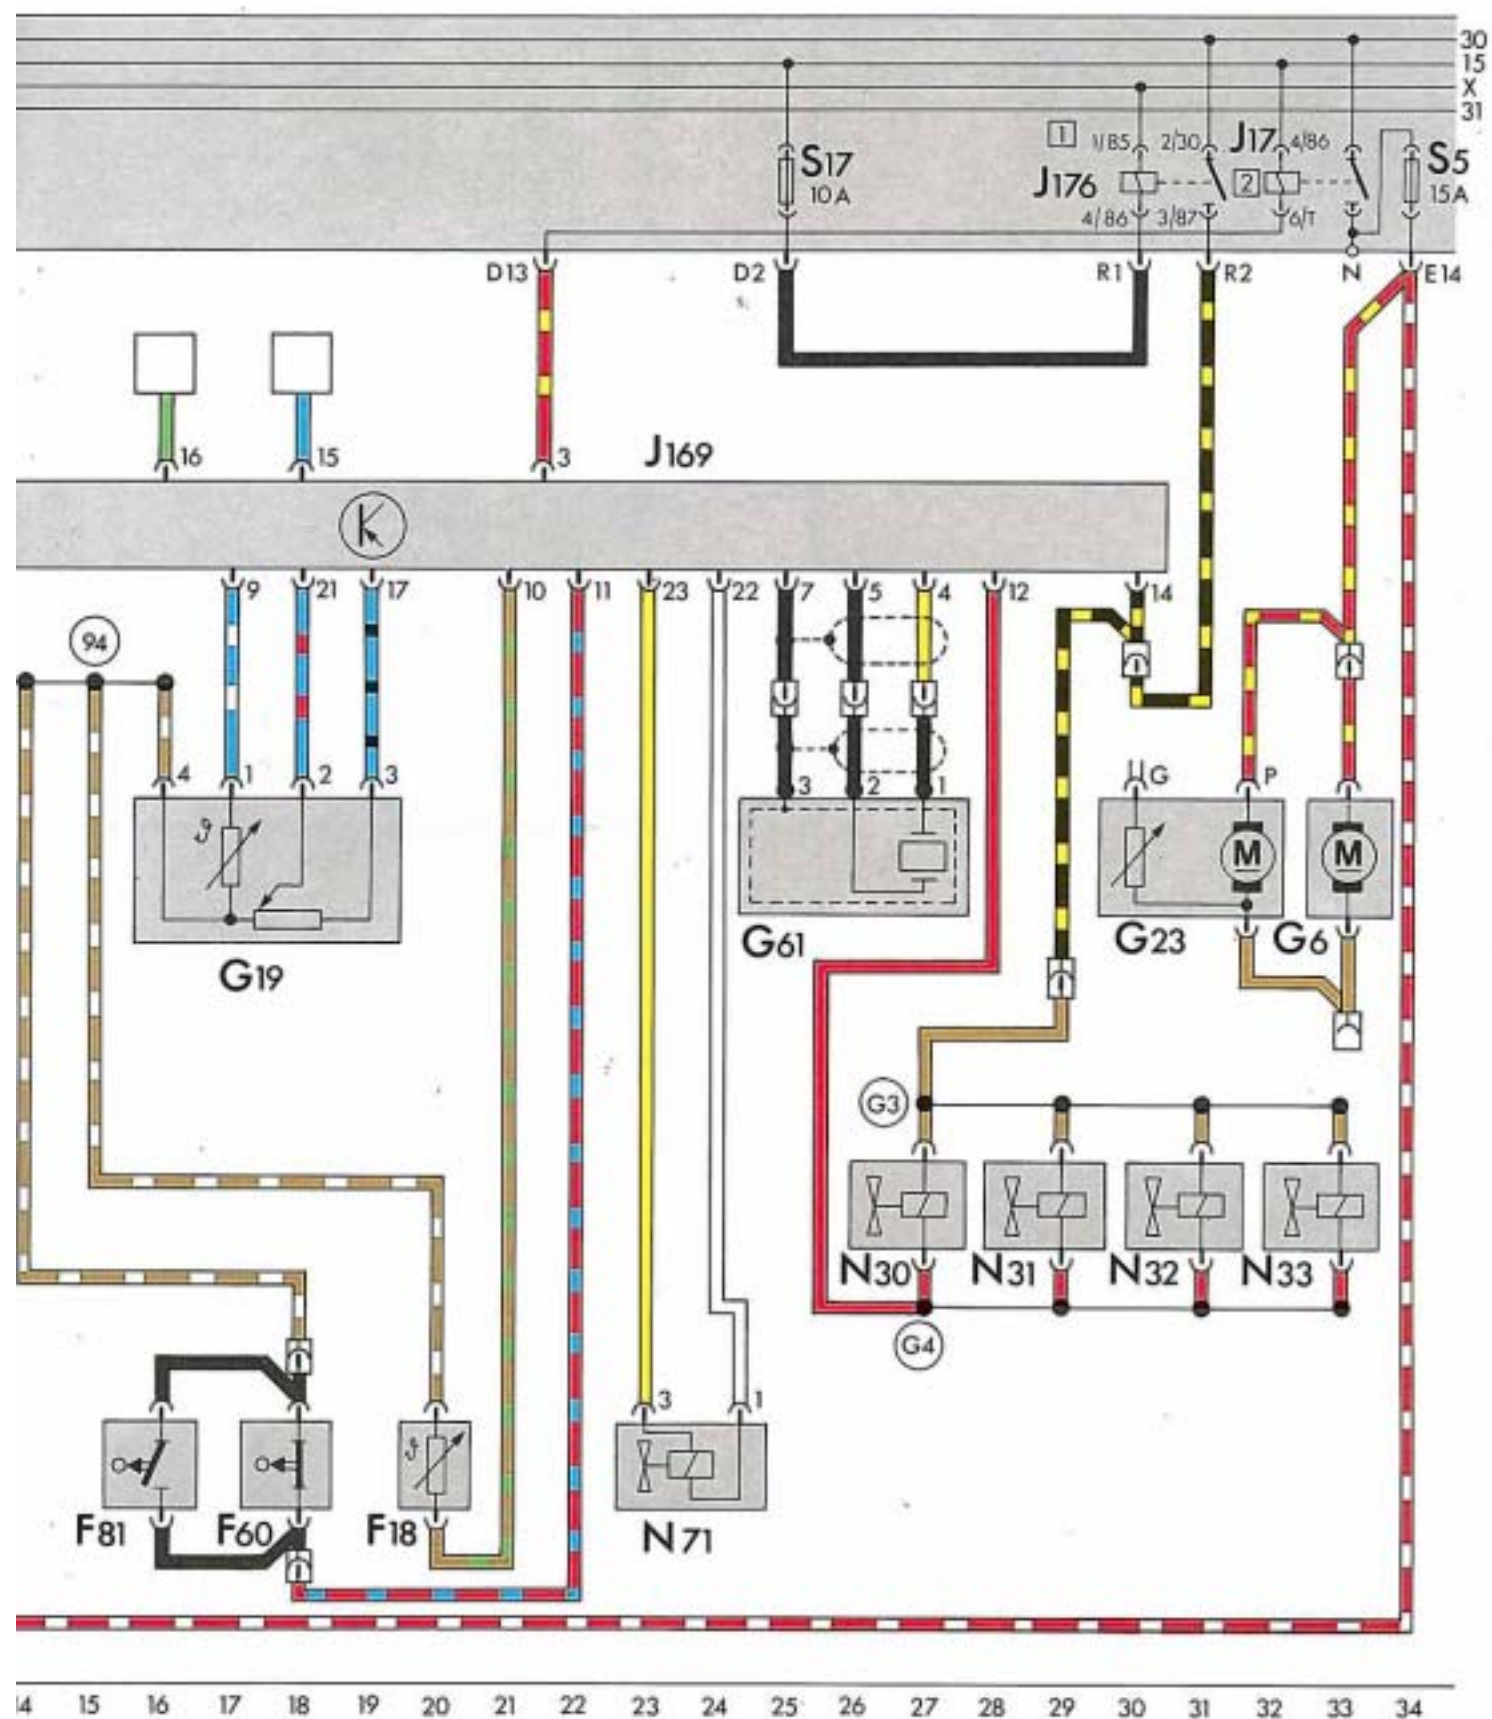 30
15
X
31
S17
10A
1
1/85
2/30
J17
4/86
S5
15A
J176
2
4/86
3/87
6/T
D13
D2
R1
R2
N
E14
16
15
3
J169
9
21
17
10
11
23
22
7
5
4
12
14
94
4
1
2
3
3
2
1
G
P
ϑ
M
M
G19
G61
G23
G6
G3
N30
N31
N32
N33
G4
3
1
ϑ
F81
F60
F18
N71
14 15 16 17 18 19 20 21 22 23 24 25 26 27 28 29 30 31 32 33 34